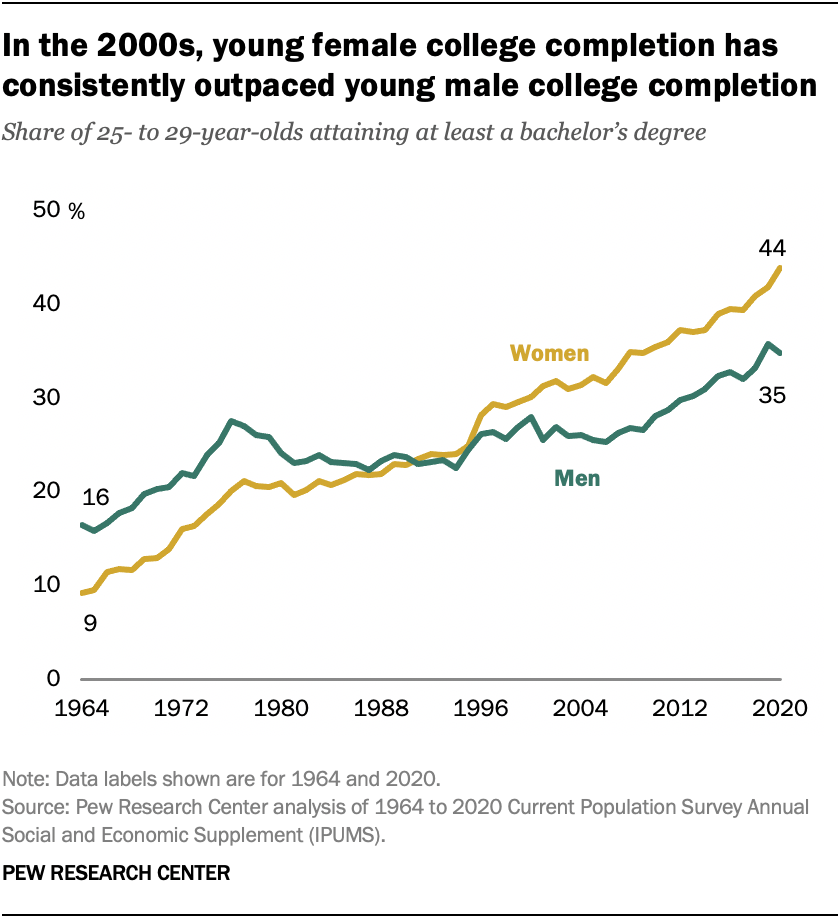 In the 2000s, young female college completion has
consistently outpaced young male college completion
Share of 25- to 29-year-olds attaining at least a bachelor’s degree
50 %
44
40
Women
30
35
Men
20
16
10
9
0
1964 1972 1980 1988 1996 2004 2012 2020
Note: Data labels shown are for 1964 and 2020.
Source: Pew Research Center analysis of 1964 to 2020 Current Population Survey Annual
Social and Economic Supplement (IPUMS).
PEW RESEARCH CENTER